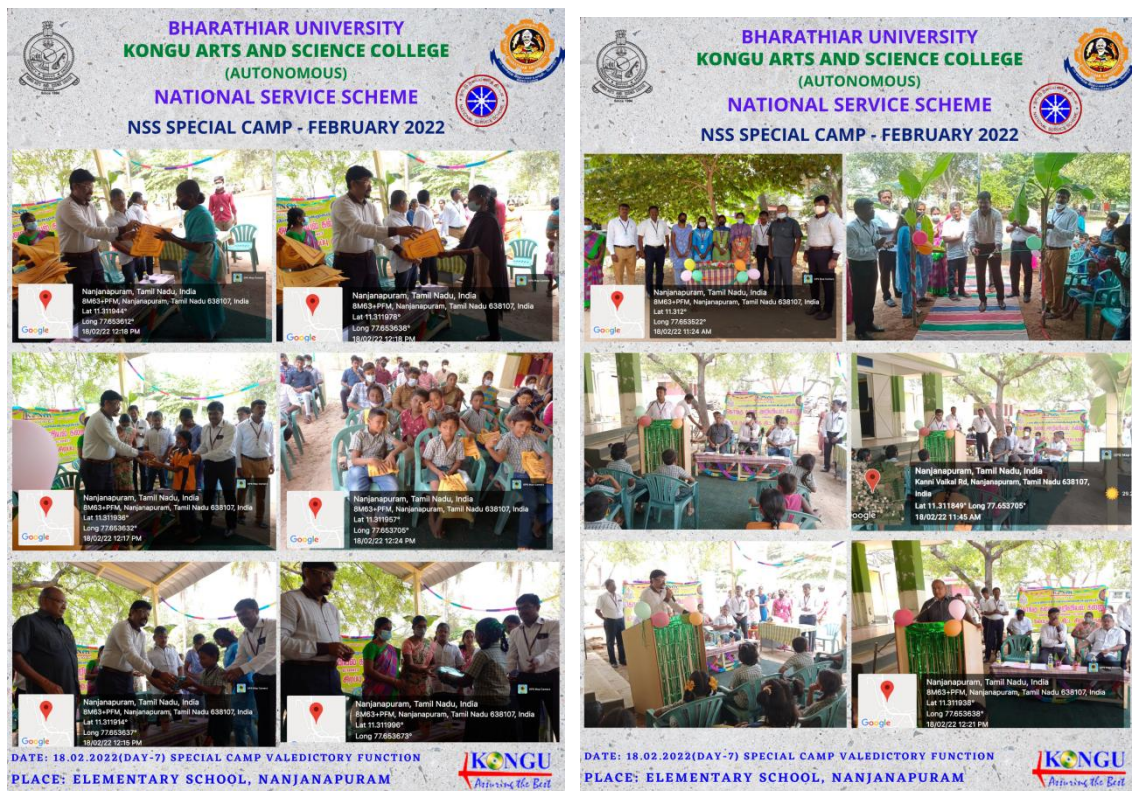 BHARATHIAR UNIVERSITY
KONGU ARTS AND SCIENCE COLLEGE
(AUTONOMOUS)
NATIONAL SERVICE SCHEME
NSS SPECIAL CAMP - FEBRUARY 2022
Nanjanapuram, Tamil Nadu, India
8M63+PFM, Nanjanapuram, Tamil Nadu 638107, India
Lat 11.311944°
Long 77.653612°
18/02/22 12:18 PM
Google
Nanjanapuram, Tamil Nadu, India
8M63+PFM, Nanjanapuram, Tamil Nadu 638107, India
Lat 11.311978°
Long 77.653638°
18/02/22 12:18 PM
Google
Nanjanapuram, Tamil Nadu, India
8M63+PFM, Nanjanapuram, Tamil Nadu 638107, India
Lat 11.311936°
Long 77.653632°
18/02/22 12:17 PM
Google
Nanjanapuram, Tamil Nadu, India
8M63+PFM, Nanjanapuram, Tamil Nadu 638107, India
Lat 11.311957°
Long 77.653705°
18/02/22 12:24 PM
Google
Nanjanapuram, Tamil Nadu, India
8M63+PFM, Nanjanapuram, Tamil Nadu 638107, India
Lat 11.311914°
Long 77.653637°
18/02/22 12:15 PM
Google
Nanjanapuram, Tamil Nadu, India
8M63+PFM, Nanjanapuram, Tamil Nadu 638107, India
Lat 11.311996°
Long 77.653673°
Google
DATE: 18.02.2022(DAY-7) SPECIAL CAMP VALEDICTORY FUNCTION
PLACE: ELEMENTARY SCHOOL, NANJANAPURAM
KONGU
Assuring the Best
BHARATHIAR UNIVERSITY
KONGU ARTS AND SCIENCE COLLEGE
(AUTONOMOUS)
NATIONAL SERVICE SCHEME
NSS SPECIAL CAMP - FEBRUARY 2022
Nanjanapuram, Tamil Nadu, India
8M63+PFM, Nanjanapuram, Tamil Nadu 638107, India
Lat 11.312°
Long 77.653522°
18/02/22 11:24 AM
Google
Nanjanapuram, Tamil Nadu, India
Kanni Vaikal Rd, Nanjanapuram, Tamil Nadu 638107,
India
Lat 11.311849° Long 77.653705°
18/02/22 11:45 AM
oogle
Nanjanapuram, Tamil Nadu, India
8M63+PFM, Nanjanapuram, Tamil Nadu 638107, India
Lat 11.311938°
Long 77.653638°
18/02/22 12:21 PM
Google
DATE: 18.02.2022(DAY-7) SPECIAL CAMP VALEDICTORY FUNCTION
PLACE: ELEMENTARY SCHOOL, NANJANAPURAM
KONGU
Assuring the Best